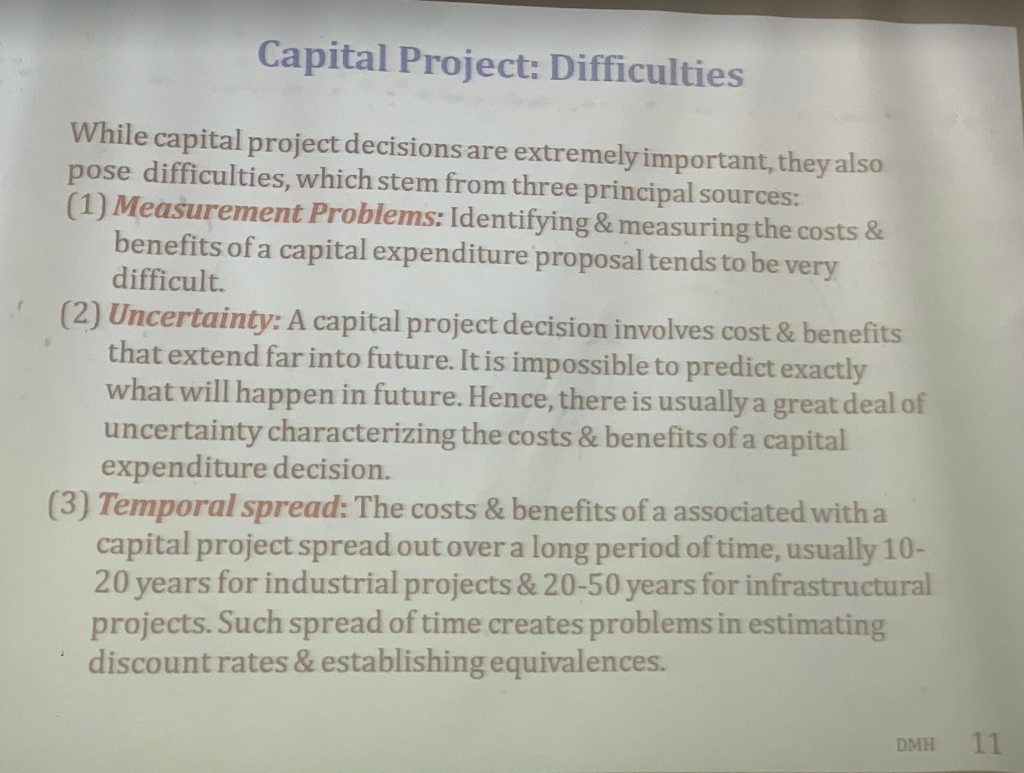 Capital Project: Difficulties
While capital project decisions are extremely important, they also
pose difficulties, which stem from three principal sources:
(1) Measurement Problems: Identifying & measuring the costs &
benefits of a capital expenditure proposal tends to be very
difficult.
(2) Uncertainty: A capital project decision involves cost & benefits
that extend far into future. It is impossible to predict exactly
what will happen in future. Hence, there is usually a great deal of
uncertainty characterizing the costs & benefits of a capital
expenditure decision.
(3) Temporal spread: The costs & benefits of a associated with a
capital project spread out over a long period of time, usually 10-
20 years for industrial projects & 20-50 years for infrastructural
projects. Such spread of time creates problems in estimating
discount rates & establishing equivalences.
DMH 11